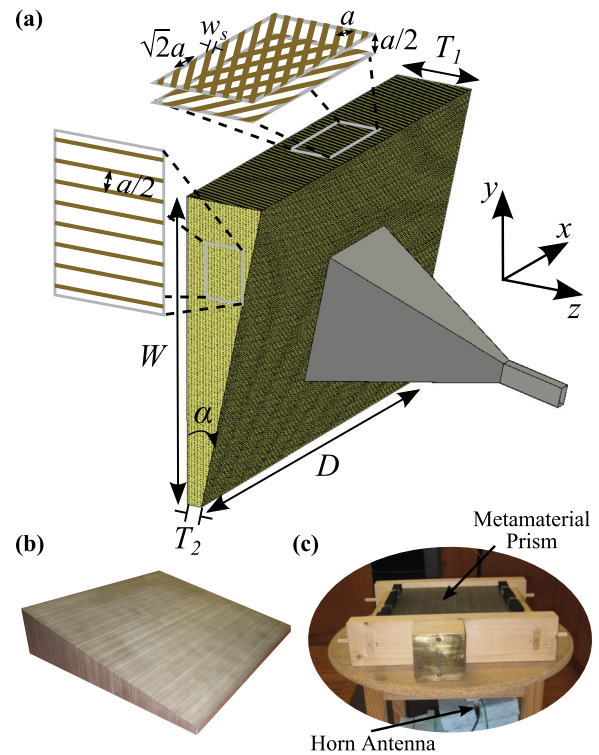 (a)
√2a
w_s
a
a/2
T_1
a/2
y
x
z
W
α
D
T_2
(b)
(c)
Metamaterial
Prism
Horn Antenna